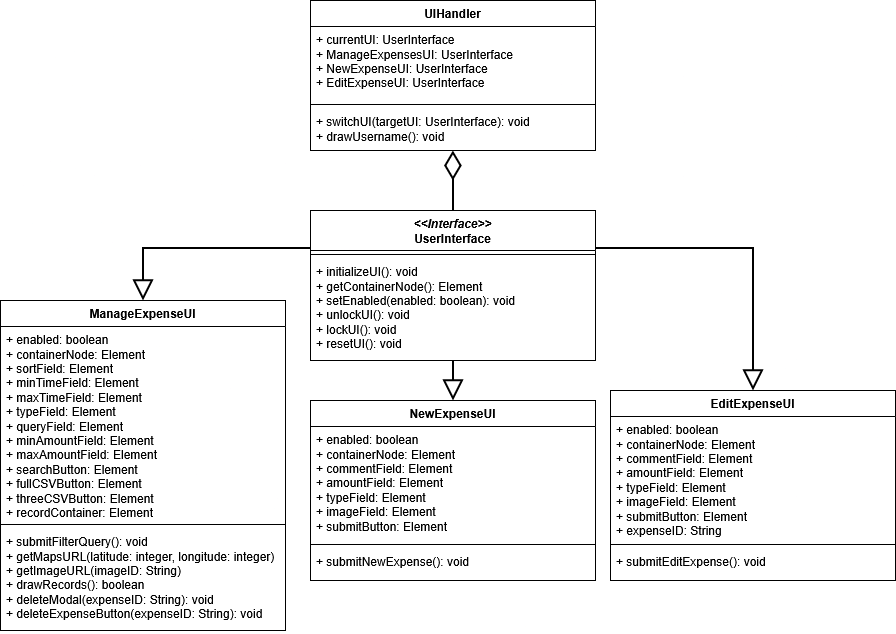 UIHandler
+ currentUI: UserInterface
+ ManageExpensesUI: UserInterface
+ NewExpenseUI: UserInterface
+ EditExpenseUI: UserInterface
+ switchUI(targetUI: UserInterface): void
+ drawUsername(): void
<<Interface>>
UserInterface
+ initializeUI(): void
+ getContainerNode(): Element
+ setEnabled(enabled: boolean): void
+ unlockUI(): void
+ lockUI(): void
+ resetUI(): void
ManageExpenseUI
+ enabled: boolean
+ containerNode: Element
+ sortField: Element
+ minTimeField: Element
+ maxTimeField: Element
+ typeField: Element
+ queryField: Element
+ minAmountField: Element
+ maxAmountField: Element
+ searchButton: Element
+ fullCSVButton: Element
+ threeCSVButton: Element
+ recordContainer: Element
+ submitFilterQuery(): void
+ getMapsURL(latitude: integer, longitude: integer)
+ getImageURL(imageID: String)
+ drawRecords(): boolean
+ deleteModal(expenseID: String): void
+ deleteExpenseButton(expenseID: String): void
NewExpenseUI
+ enabled: boolean
+ containerNode: Element
+ commentField: Element
+ amountField: Element
+ typeField: Element
+ imageField: Element
+ submitButton: Element
+ submitNewExpense(): void
EditExpenseUI
+ enabled: boolean
+ containerNode: Element
+ commentField: Element
+ amountField: Element
+ typeField: Element
+ imageField: Element
+ submitButton: Element
+ expenseID: String
+ submitEditExpense(): void